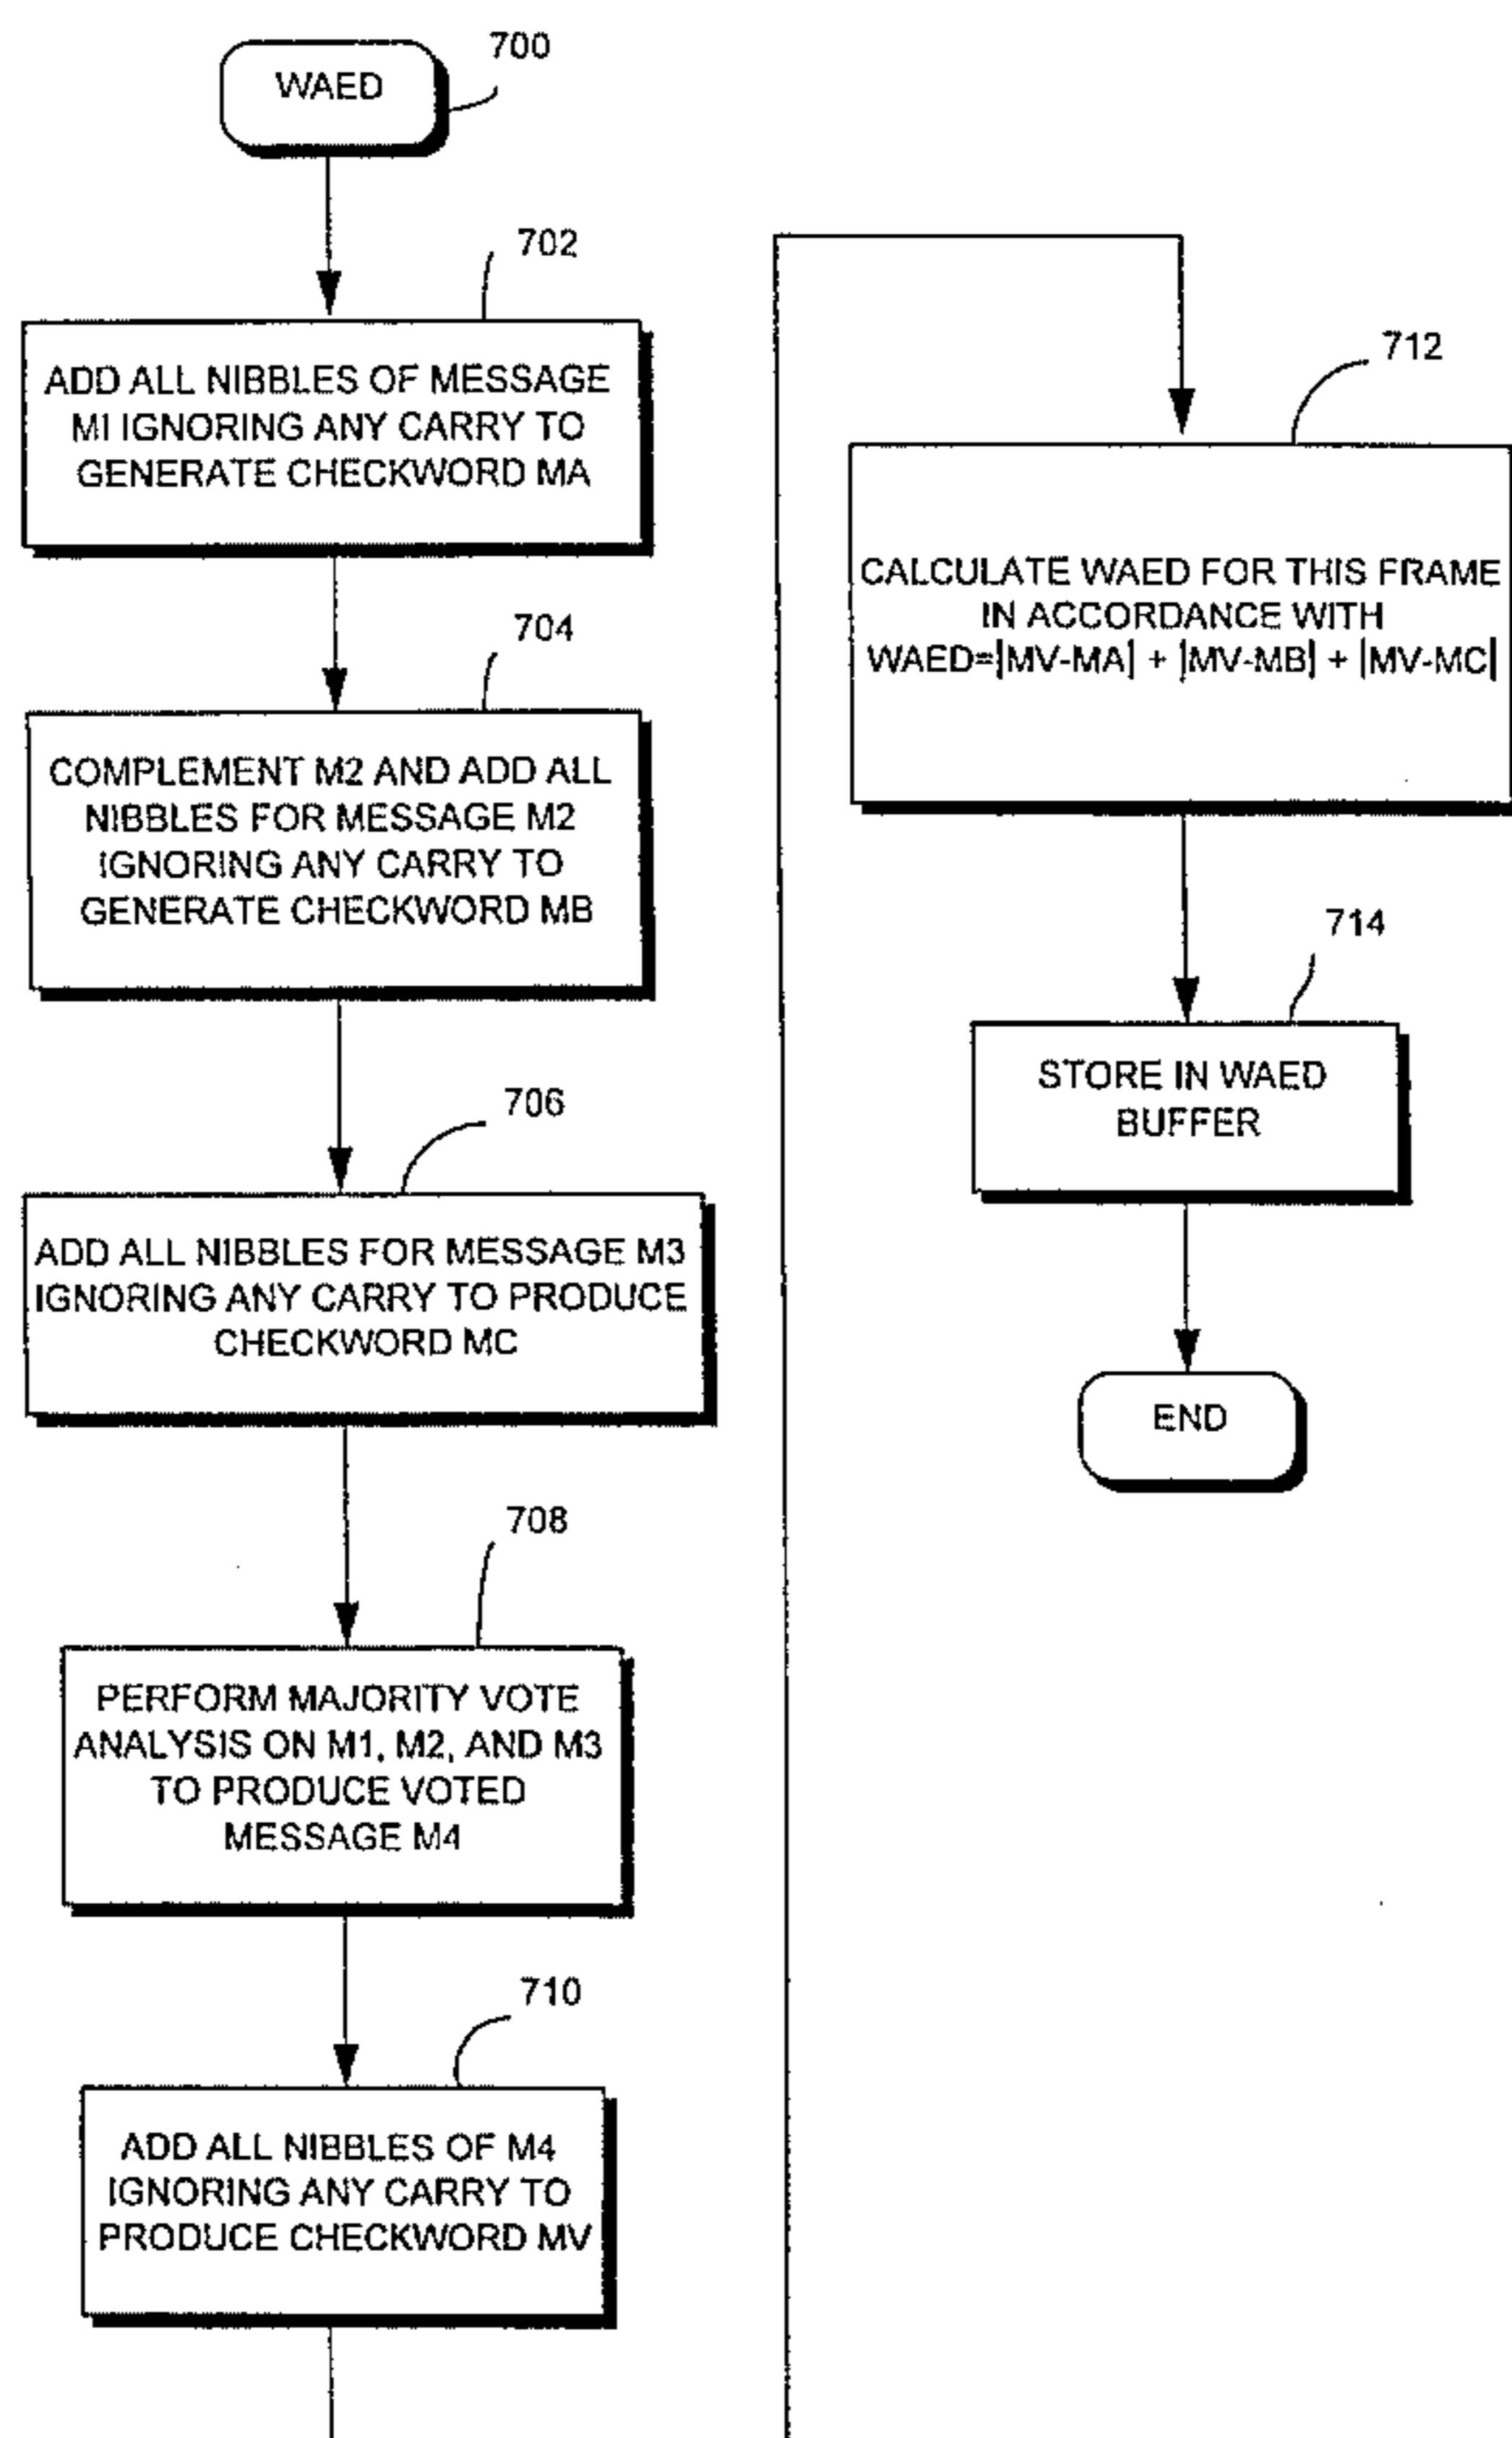 700
WAED
702
ADD ALL NIBBLES OF MESSAGE
M1 IGNORING ANY CARRY TO
GENERATE CHECKWORD MA
704
COMPLEMENT M2 AND ADD ALL
NIBBLES FOR MESSAGE M2
IGNORING ANY CARRY TO
GENERATE CHECKWORD MB
706
ADD ALL NIBBLES FOR MESSAGE M3
IGNORING ANY CARRY TO PRODUCE
CHECKWORD MC
708
PERFORM MAJORITY VOTE
ANALYSIS ON M1, M2, AND M3
TO PRODUCE VOTED
MESSAGE M4
710
ADD ALL NIBBLES OF M4
IGNORING ANY CARRY TO
PRODUCE CHECKWORD MV
712
CALCULATE WAED FOR THIS FRAME
IN ACCORDANCE WITH
WAED=|MV-MA| + |MV-MB| + |MV-MC|
714
STORE IN WAED
BUFFER
END